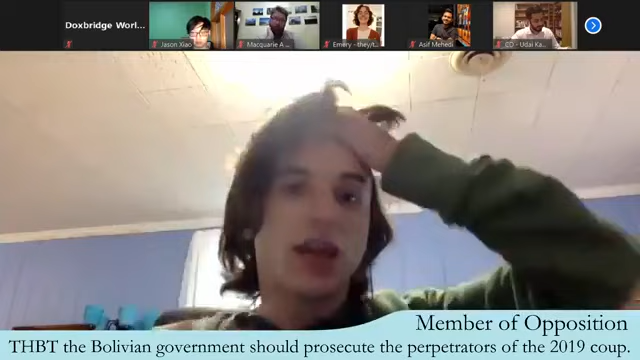 Doxbridge Worl...
Jason Xiao
Macquarie A ...
Emery - they/t...
Asif Mehedi
CO - Udai Ka...
Member of Opposition
THBT the Bolivian government should prosecute the perpetrators of the 2019 coup.